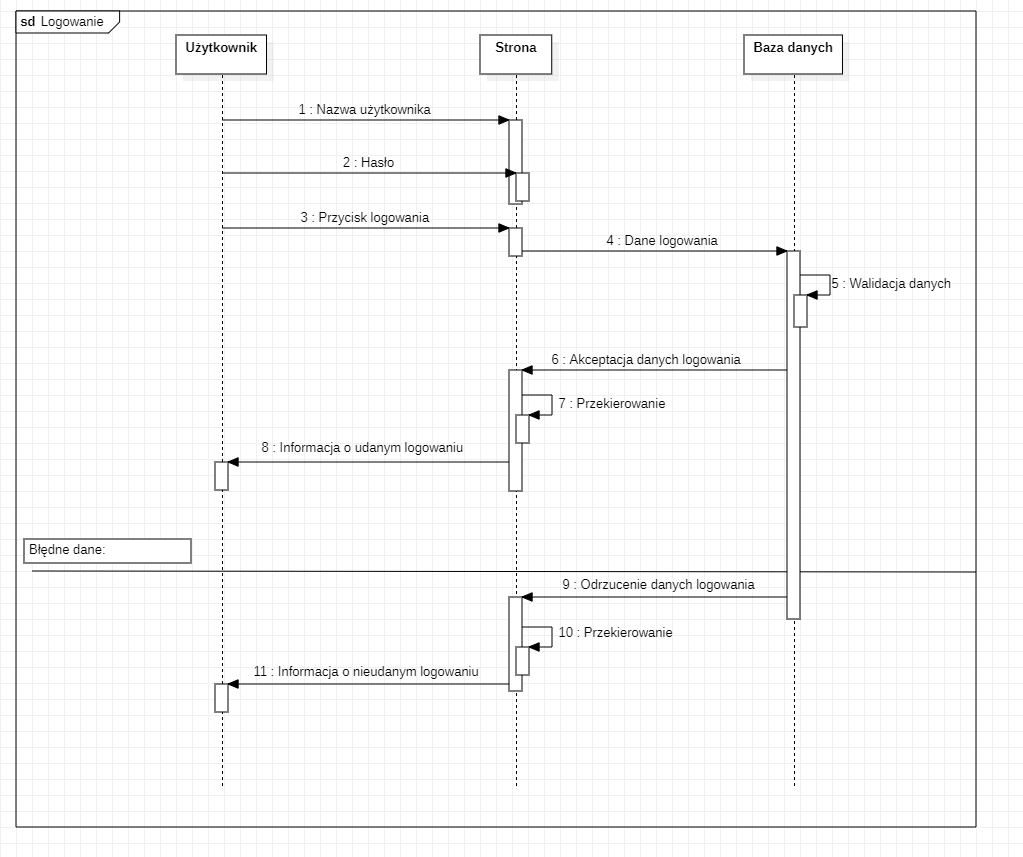 sd Logowanie
Użytkownik
Strona
Baza danych
1 : Nazwa użytkownika
2 : Hasło
3 : Przycisk logowania
4 : Dane logowania
5 : Walidacja danych
6 : Akceptacja danych logowania
7 : Przekierowanie
8 : Informacja o udanym logowaniu
Błędne dane:
9 : Odrzucenie danych logowania
10 : Przekierowanie
11 : Informacja o nieudanym logowaniu